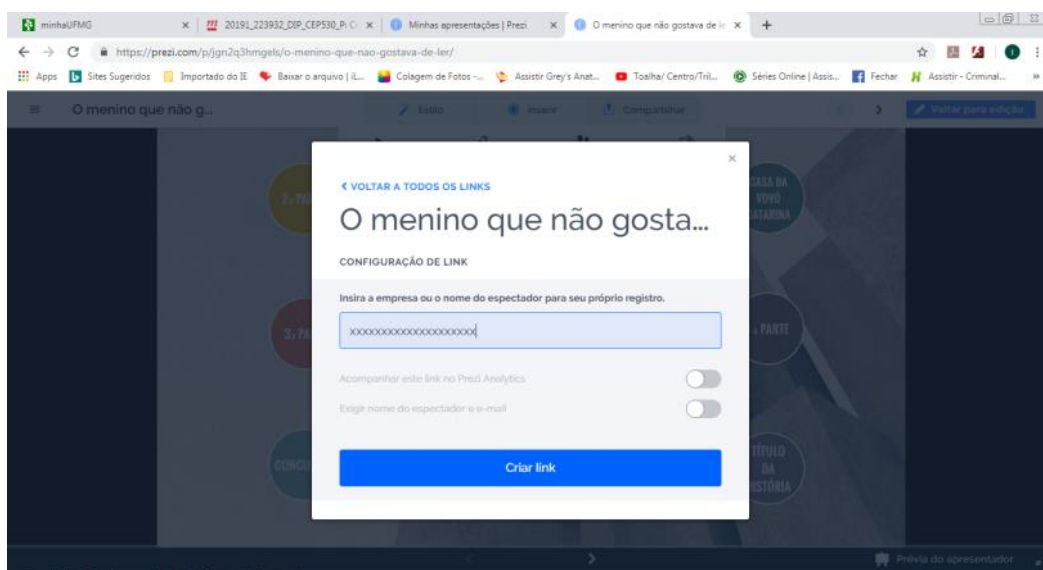 minhaUFMG
20191_223932_DIP_CEP530_P:
Minhas apresentações | Prezi
O menino que não gostava de le
https://prezi.com/p/jgn2q3hmgels/o-menino-que-nao-gostava-de-ler/
Apps Sites Sugeridos Importado do IE Baixar o arquivo | iL... Colagem de Fotos -... Assistir Grey's Anat... Toalha/ Centro/Tril... Séries Online | Assis... Fechar Assistir - Criminal... »
O menino que não g... Estilo Inserir Compartilhar Voltar para edição
VOLTAR A TODOS OS LINKS
O menino que não gosta...
CONFIGURAÇÃO DE LINK
Insira a empresa ou o nome do espectador para seu próprio registro.
xxxxxxxxxxxxxxxxxxxx
Acompanhar este link no Prezi Analytics
Exigir nome do espectador e e-mail
Criar link
CASA DA
VOVÓ
CATARINA
PARTE
TÍTULO
DA
HISTÓRIA
Prévia do apresentador